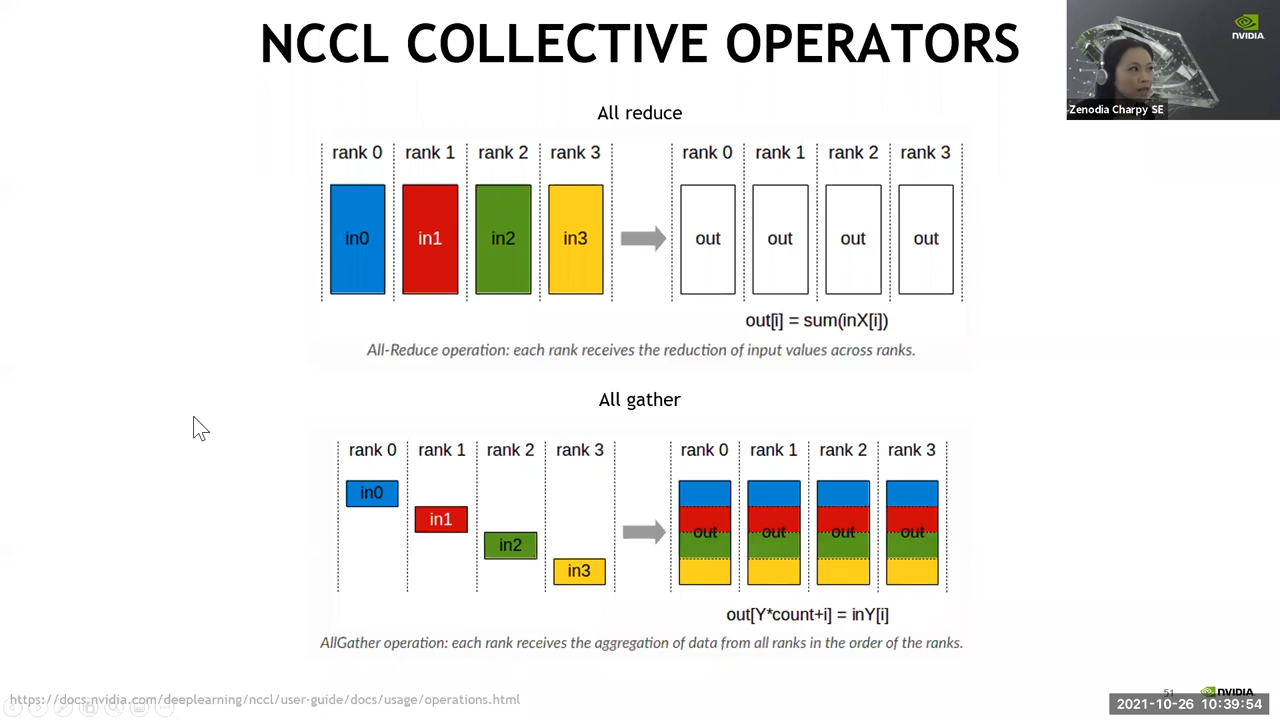 NCCL COLLECTIVE OPERATORS
NVIDIA
Zenodia Charpy SE
All reduce
rank 0 rank 1 rank 2 rank 3 rank 0 rank 1 rank 2 rank 3
in0 in1 in2 in3 out out out out
out[i] = sum(inX[i])
All-Reduce operation: each rank receives the reduction of input values across ranks.
All gather
rank 0 rank 1 rank 2 rank 3 rank 0 rank 1 rank 2 rank 3
in0
in1
in2
in3
out out out out
out[Y*count+i] = inY[i]
AllGather operation: each rank receives the aggregation of data from all ranks in the order of the ranks.
https://docs.nvidia.com/deeplearning/nccl/user-guide/docs/usage/operations.html
51 NVIDIA
2021-10-26 10:39:54